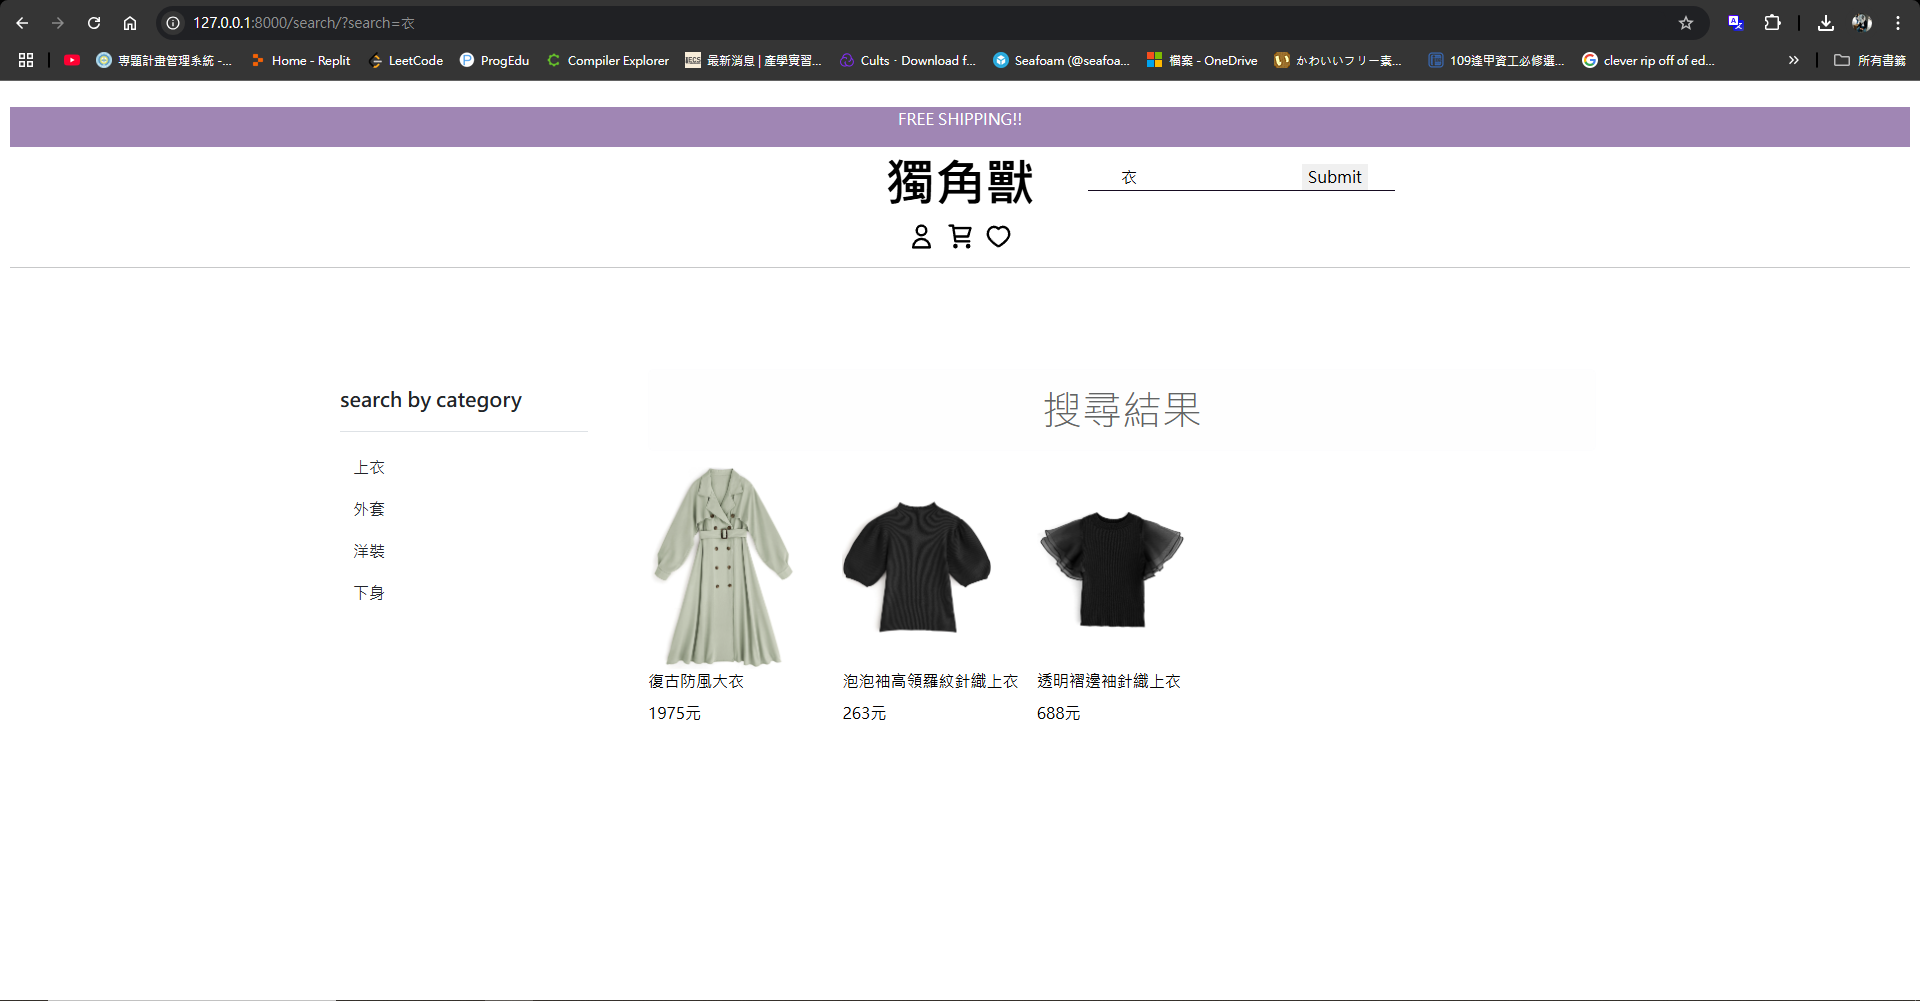 127.0.0.1:8000/search/?search=衣
專題計畫管理系統 -...
Home - Replit
LeetCode
ProgEdu
Compiler Explorer
最新消息 | 產學實習...
Cults · Download f...
Seafoam (@seafoa...
檔案 - OneDrive
かわいいフリー素...
109逢甲資工必修選...
clever rip off of ed...
所有書籤
FREE SHIPPING!!
獨角獸
衣
Submit
search by category
上衣
外套
洋裝
下身
搜尋結果
復古防風大衣
1975元
泡泡袖高領羅紋針織上衣
263元
透明褶邊袖針織上衣
688元